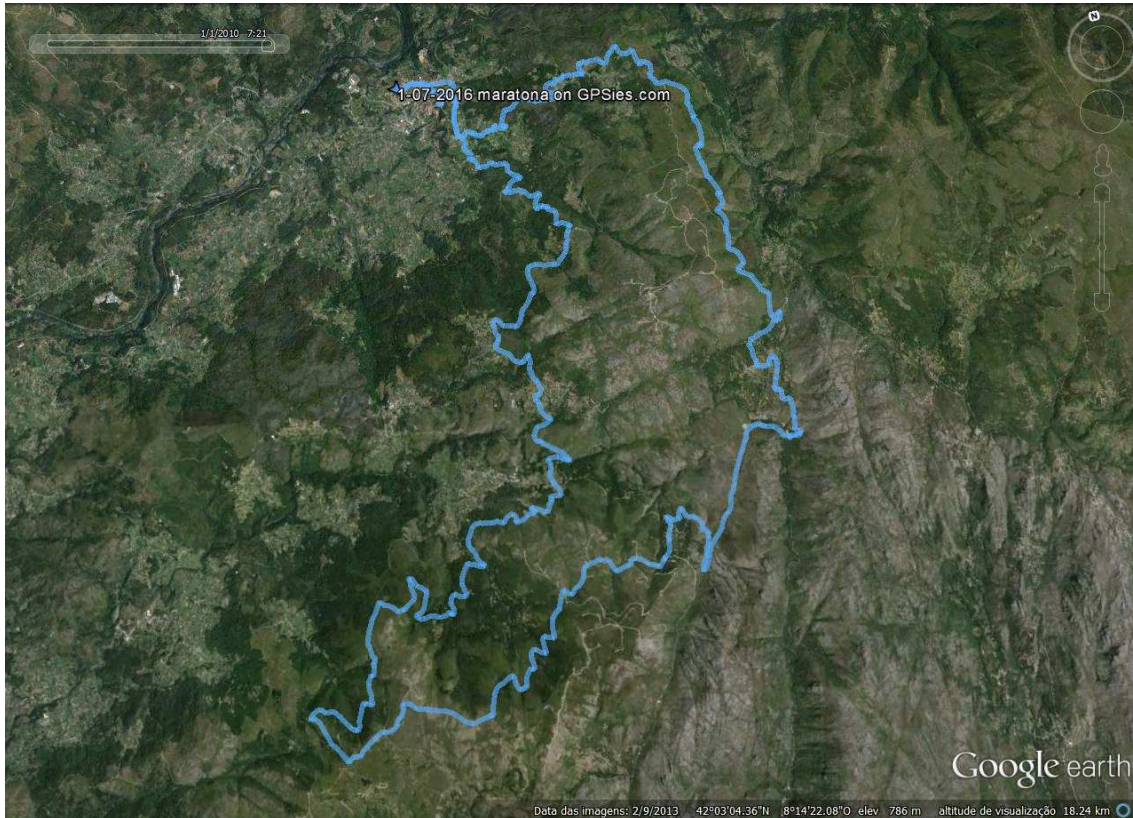 1/1/2010 7:21
N
1-07-2016 maratona on GPSies.com
Google earth
Data das imagens: 2/9/2013 42°03'04.36"N 8°14'22.08"O elev 786 m altitude de visualização 18.24 km